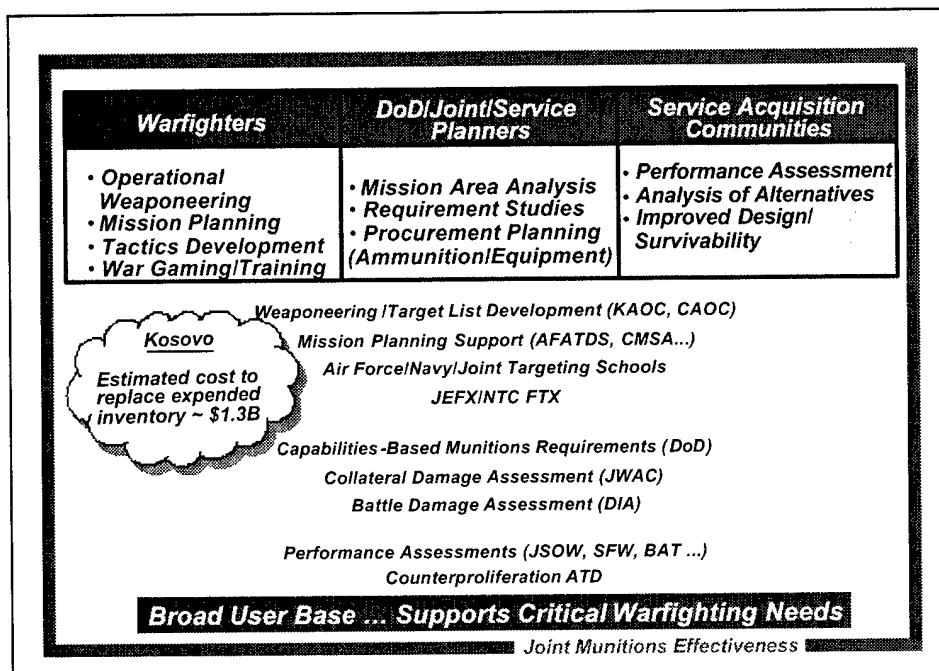 Warfighters
DoD/Joint/Service
Planners
Service Acquisition
Communities
• Operational
Weaponeering
• Mission Planning
• Tactics Development
• War Gaming/Training
• Mission Area Analysis
• Requirement Studies
• Procurement Planning
(Ammunition/Equipment)
• Performance Assessment
• Analysis of Alternatives
• Improved Design/
Survivability
Kosovo
Estimated cost to
replace expended
inventory ~ $1.3B
Weaponeering /Target List Development (KAOC, CAOC)
Mission Planning Support (AFATDS, CMSA...)
Air Force/Navy/Joint Targeting Schools
JEFX/NTC FTX
Capabilities-Based Munitions Requirements (DoD)
Collateral Damage Assessment (JWAC)
Battle Damage Assessment (DIA)
Performance Assessments (JSOW, SFW, BAT ...)
Counterproliferation ATD
Broad User Base ... Supports Critical Warfighting Needs
Joint Munitions Effectiveness